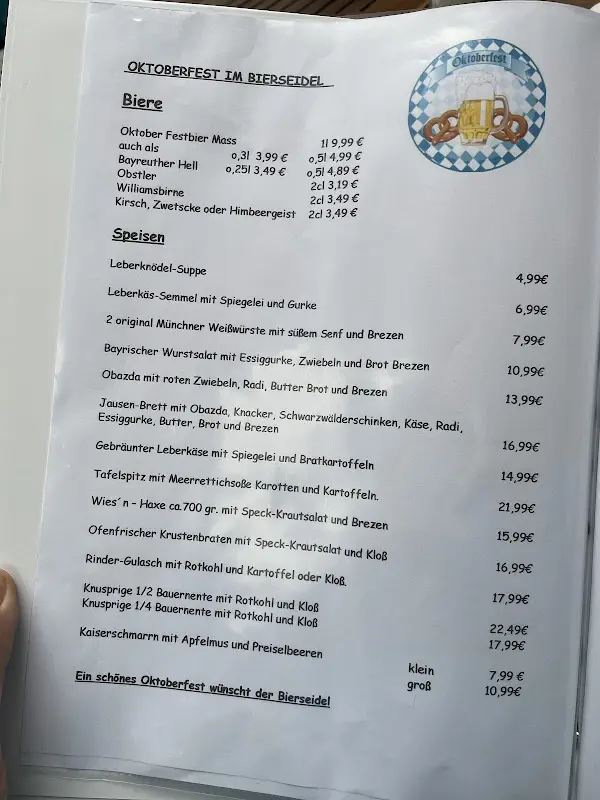 OKTOBERFEST IM BIERSEIDEL
Oktoberfest
Biere
Oktober Festbier Mass 1l 9,99 €
auch als 0,3l 3,99 € 0,5l 4,99 €
Bayreuther Hell 0,25l 3,49 € 0,5l 4,89 €
Obstler 2cl 3,19 €
Williamsbirne 2cl 3,49 €
Kirsch, Zwetscke oder Himbeergeist 2cl 3,49 €
Speisen
Leberknödel-Suppe 4,99€
Leberkäs-Semmel mit Spiegelei und Gurke 6,99€
2 original Münchner Weißwürste mit süßem Senf und Brezen 7,99€
Bayrischer Wurstsalat mit Essiggurke, Zwiebeln und Brot Brezen 10,99€
Obazda mit roten Zwiebeln, Radi, Butter Brot und Brezen 13,99€
Jausen-Brett mit Obazda, Knacker, Schwarzwälderschinken, Käse, Radi,
Essiggurke, Butter, Brot und Brezen 16,99€
Gebräunter Leberkäse mit Spiegelei und Bratkartoffeln 14,99€
Tafelspitz mit Meerrettichsoße Karotten und Kartoffeln. 21,99€
Wies´n - Haxe ca.700 gr. mit Speck-Krautsalat und Brezen 15,99€
Ofenfrischer Krustenbraten mit Speck-Krautsalat und Kloß 16,99€
Rinder-Gulasch mit Rotkohl und Kartoffel oder Kloß. 17,99€
Knusprige 1/2 Bauernente mit Rotkohl und Kloß 22,49€
Knusprige 1/4 Bauernente mit Rotkohl und Kloß 17,99€
Kaiserschmarrn mit Apfelmus und Preiselbeeren klein 7,99 €
groß 10,99€
Ein schönes Oktoberfest wünscht der Bierseidel